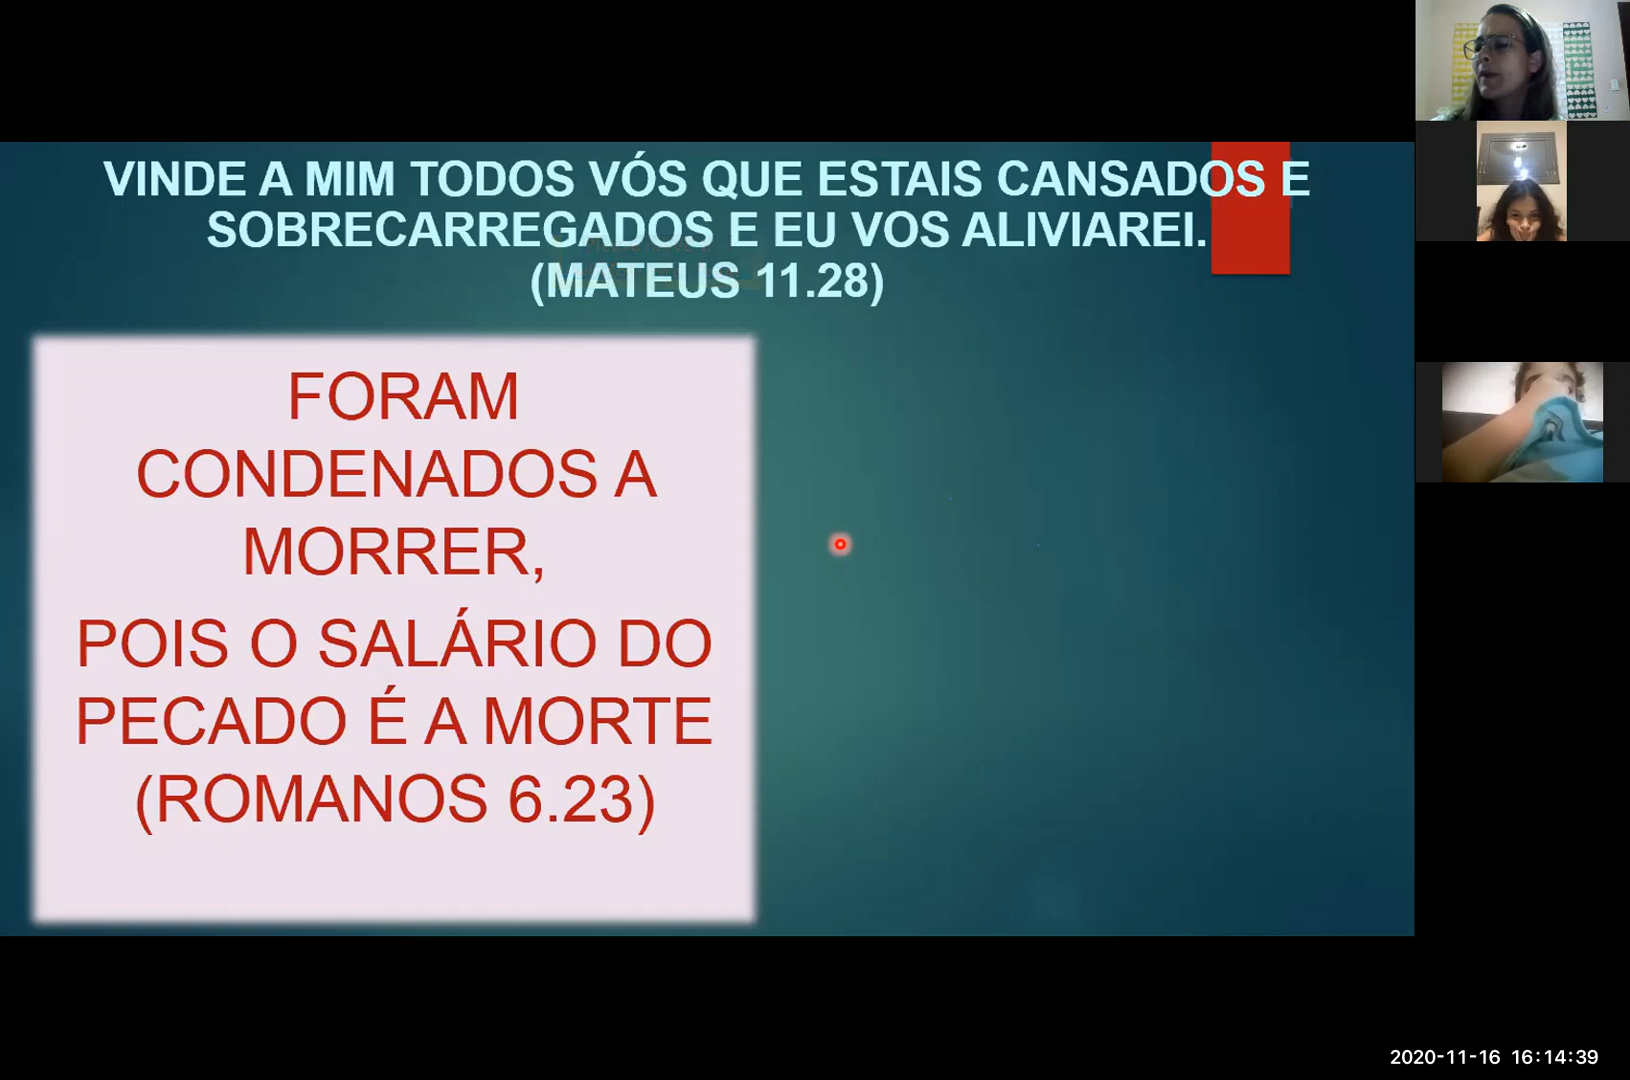 VINDE A MIM TODOS VÓS QUE ESTAIS CANSADOS E
SOBRECARREGADOS E EU VOS ALIVIAREI.
(MATEUS 11.28)
FORAM
CONDENADOS A
MORRER,
POIS O SALÁRIO DO
PECADO É A MORTE
(ROMANOS 6.23)
2020-11-16 16:14:39